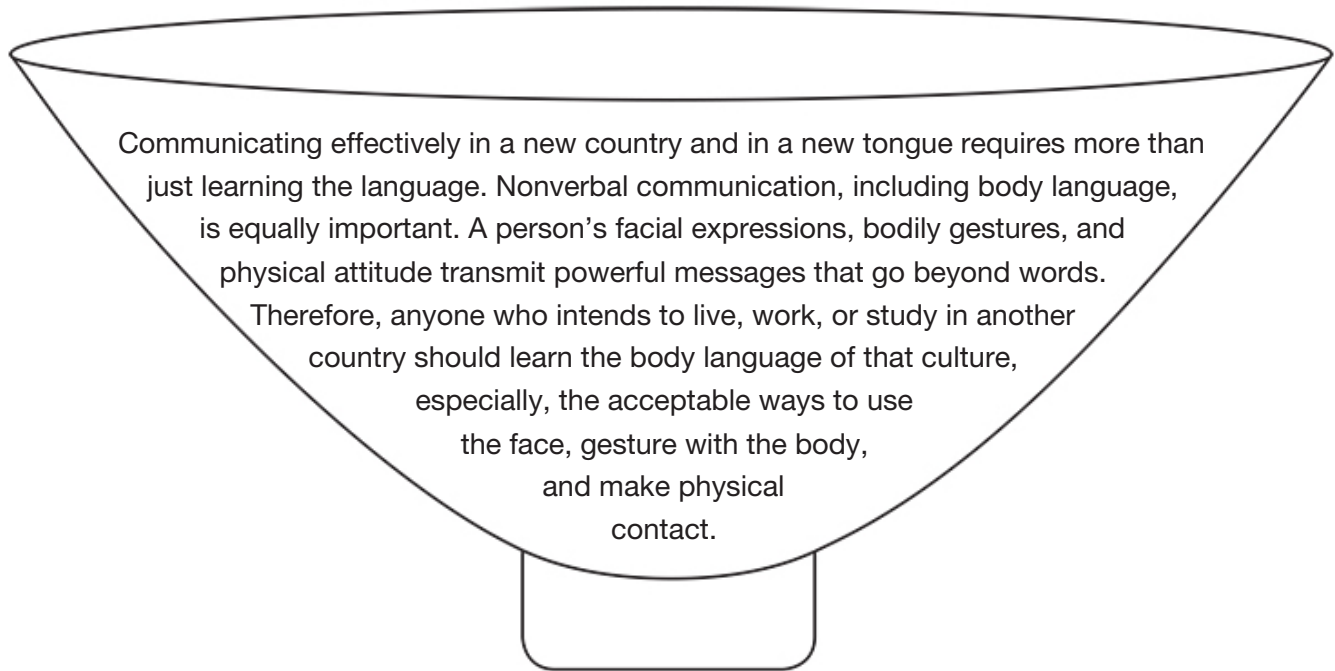 Communicating effectively in a new country and in a new tongue requires more than
just learning the language. Nonverbal communication, including body language,
is equally important. A person’s facial expressions, bodily gestures, and
physical attitude transmit powerful messages that go beyond words.
Therefore, anyone who intends to live, work, or study in another
country should learn the body language of that culture,
especially, the acceptable ways to use
the face, gesture with the body,
and make physical
contact.